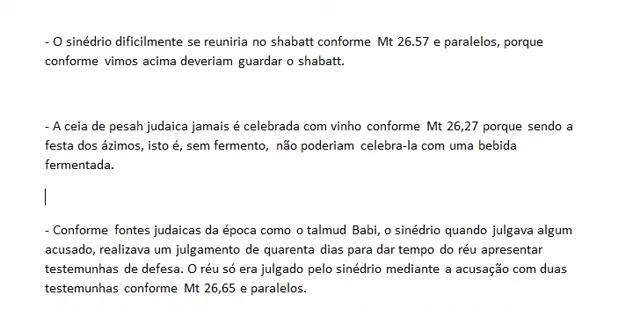 - O sinédrio dificilmente se reuniria no shabatt conforme Mt 26.57 e paralelos, porque
conforme vimos acima deveriam guardar o shabatt.
- A ceia de pesah judaica jamais é celebrada com vinho conforme Mt 26,27 porque sendo a
festa dos ázimos, isto é, sem fermento, não poderiam celebra-la com uma bebida
fermentada.
- Conforme fontes judaicas da época como o talmud Babi, o sinédrio quando julgava algum
acusado, realizava um julgamento de quarenta dias para dar tempo do réu apresentar
testemunhas de defesa. O réu só era julgado pelo sinédrio mediante a acusação com duas
testemunhas conforme Mt 26,65 e paralelos.